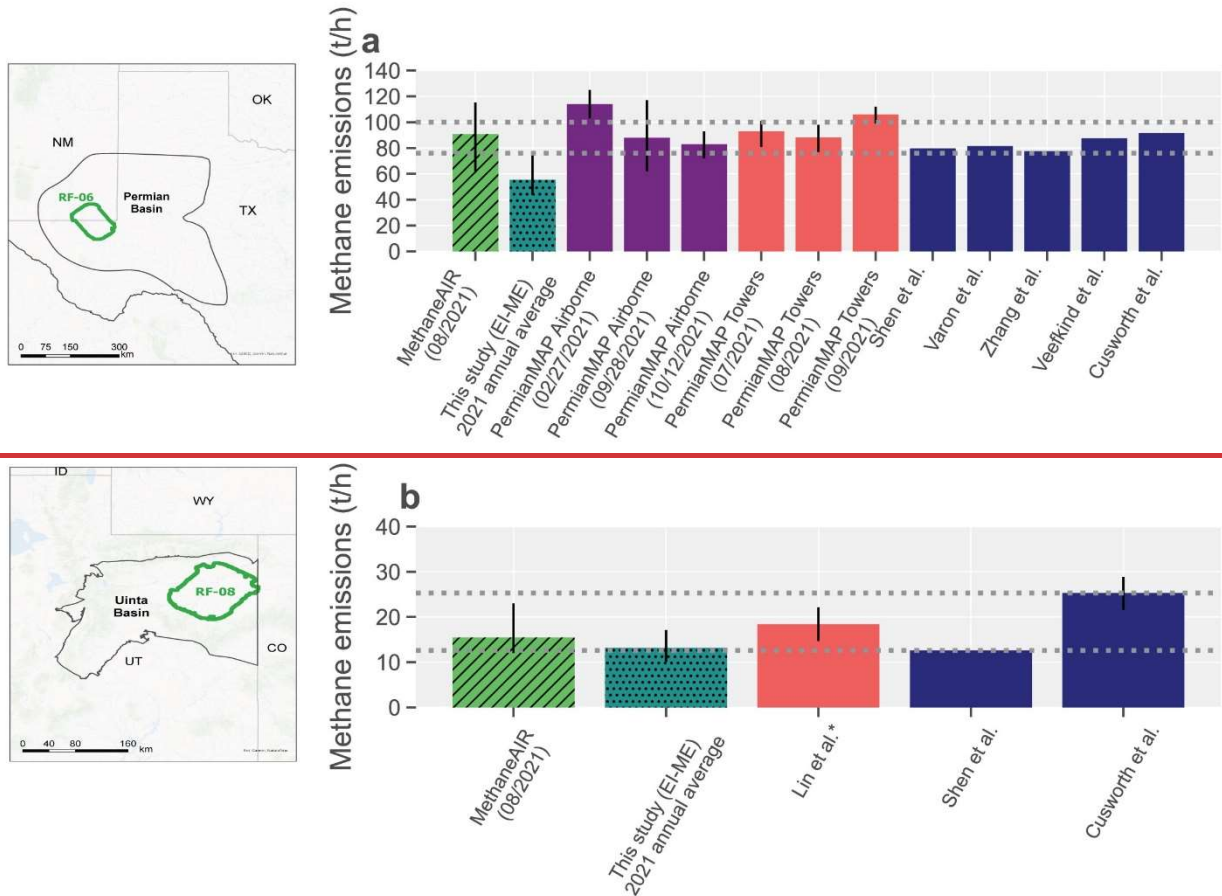 OK
NM
RF-06
Permian
Basin
TX
0 75 150 300
km
a
Methane emissions (t/h)
140
120
100
80
60
40
20
0
MethaneAIR
(08/2021)
This study (EI-ME)
2021 annual average
PermianMAP Airborne
(02/27/2021)
PermianMAP Airborne
(09/28/2021)
PermianMAP Airborne
(10/12/2021)
PermianMAP Towers
(07/2021)
PermianMAP Towers
(08/2021)
PermianMAP Towers
(09/2021)
Shen et al.
Varon et al.
Zhang et al.
Veefkind et al.
Cusworth et al.
ID
WY
RF-08
Uinta
Basin
UT
CO
0 40 80 160
km
b
Methane emissions (t/h)
40
30
20
10
0
MethaneAIR
(08/2021)
This study (EI-ME)
2021 annual average
Lin et al.*
Shen et al.
Cusworth et al.